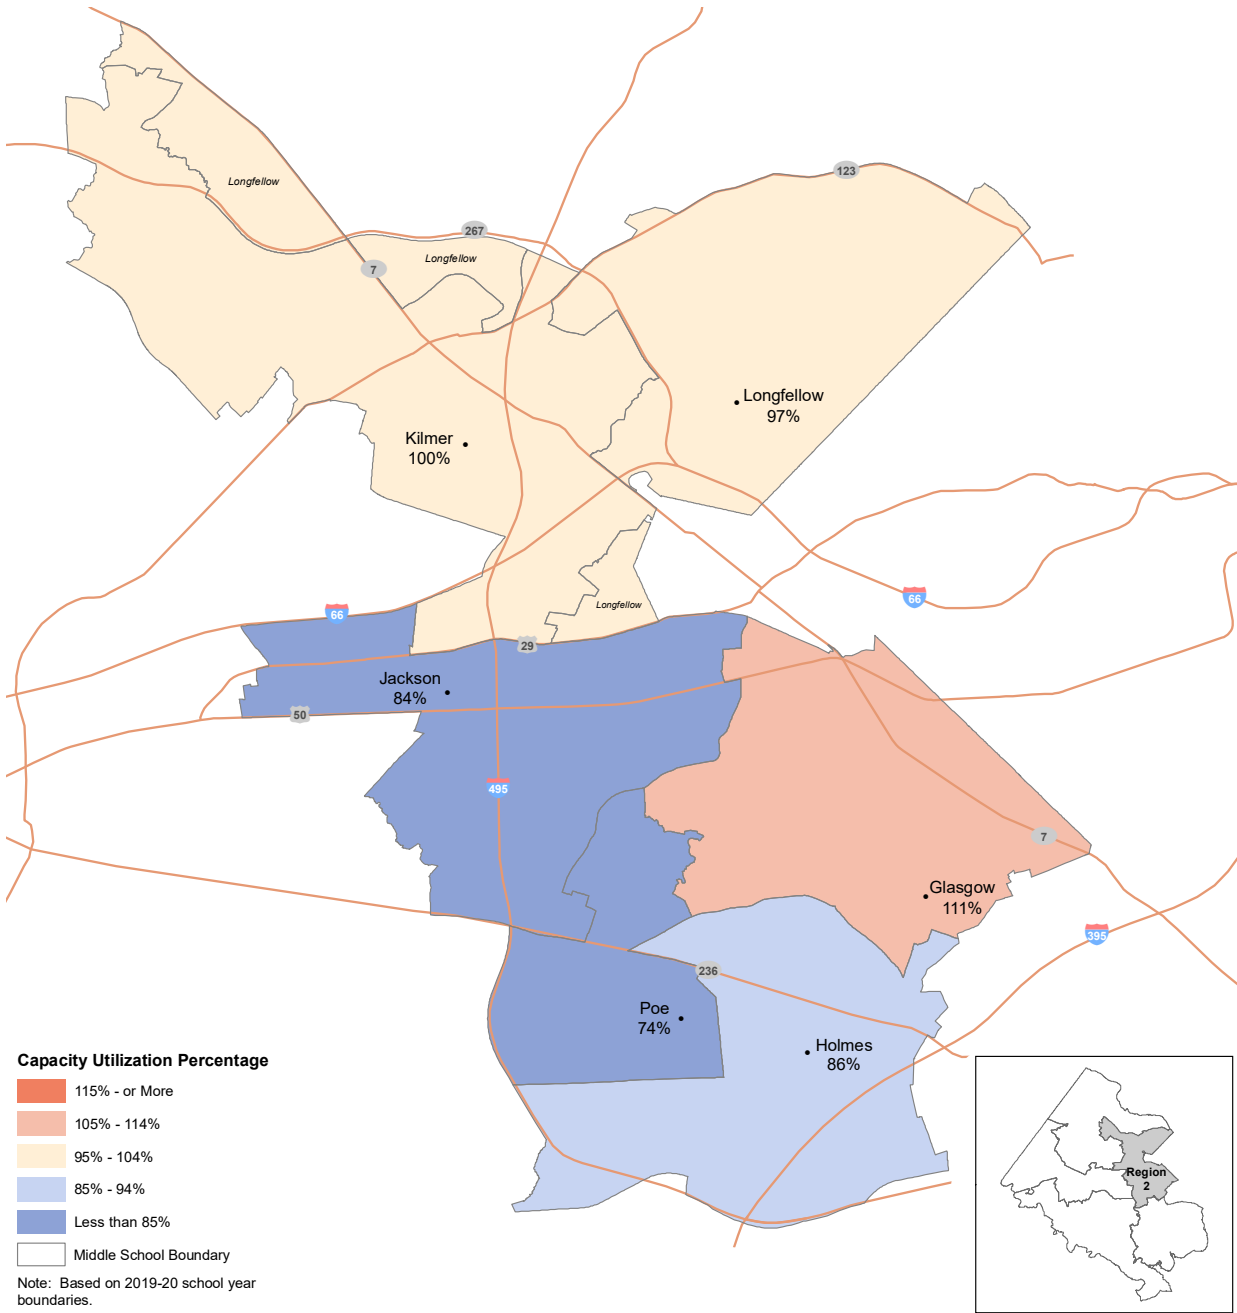 123
Longfellow
267
Longfellow
7
Longfellow
97%
Kilmer
100%
66
Longfellow
66
29
Jackson
84%
50
495
7
Glasgow
111%
395
236
Poe
74%
Holmes
86%
Capacity Utilization Percentage
115% - or More
105% - 114%
95% - 104%
85% - 94%
Less than 85%
Middle School Boundary
Note: Based on 2019-20 school year
boundaries.
Region
2